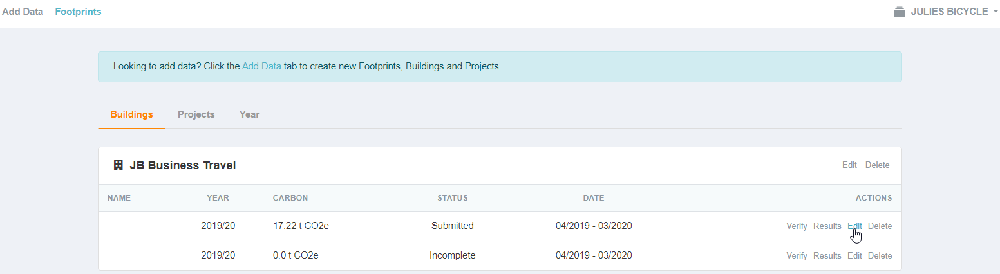 Add Data Footprints JULIES BICYCLE
Looking to add data? Click the Add Data tab to create new Footprints, Buildings and Projects.
Buildings Projects Year
JB Business Travel Edit Delete
NAME YEAR CARBON STATUS DATE ACTIONS
2019/20 17.22 t CO2e Submitted 04/2019 - 03/2020 Verify Results Edit Delete
2019/20 0.0 t CO2e Incomplete 04/2019 - 03/2020 Verify Results Edit Delete